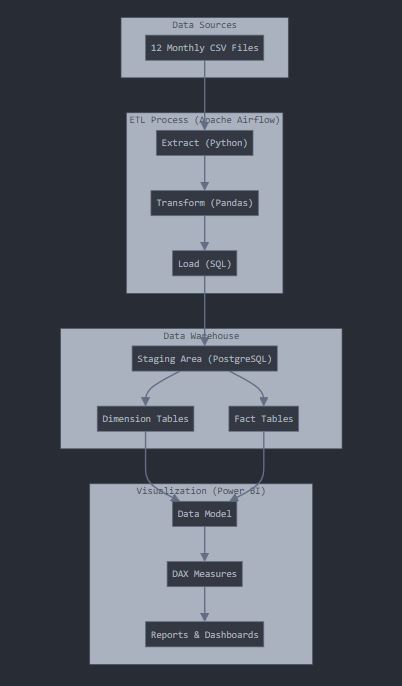 Data Sources
12 Monthly CSV Files
ETL Process (Apache Airflow)
Extract (Python)
Transform (Pandas)
Load (SQL)
Data Warehouse
Staging Area (PostgreSQL)
Dimension Tables
Fact Tables
Visualization (Power BI)
Data Model
DAX Measures
Reports & Dashboards